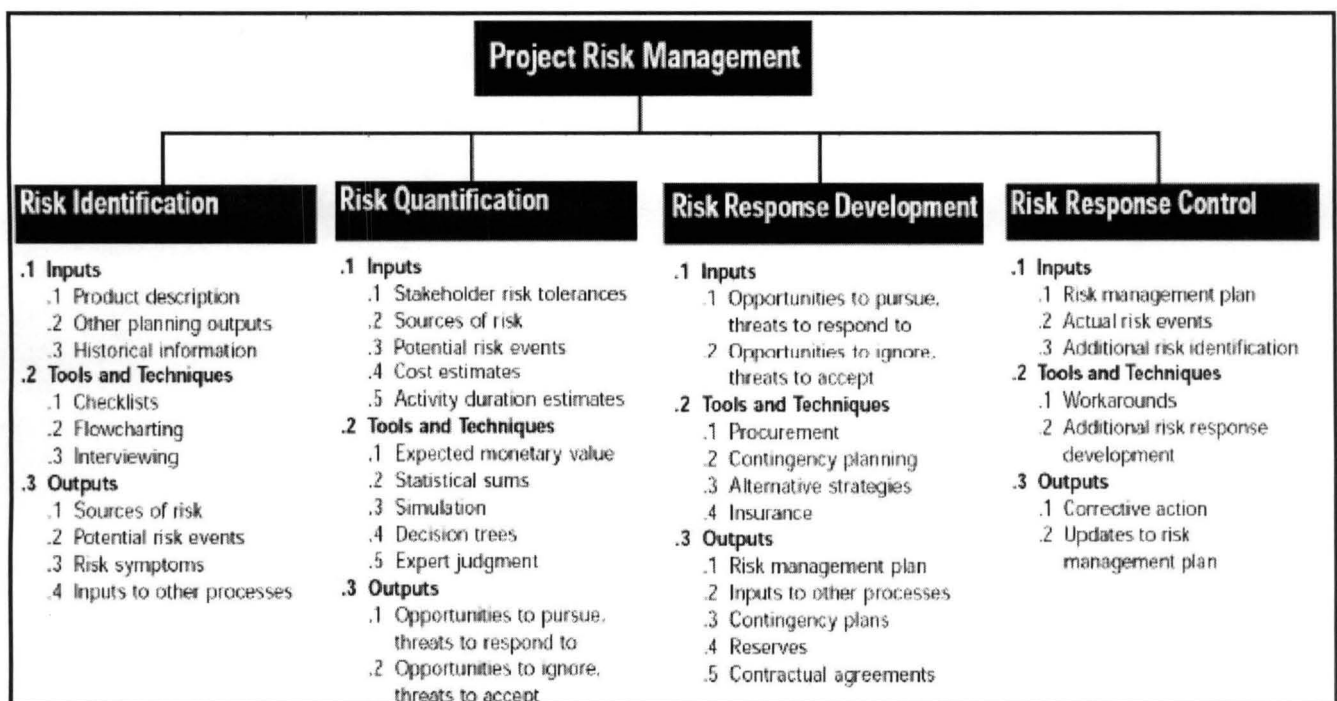 Project Risk Management
Risk Identification
.1 Inputs
.1 Product description
.2 Other planning outputs
.3 Historical information
.2 Tools and Techniques
.1 Checklists
.2 Flowcharting
.3 Interviewing
.3 Outputs
.1 Sources of risk
.2 Potential risk events
.3 Risk symptoms
.4 Inputs to other processes
Risk Quantification
.1 Inputs
.1 Stakeholder risk tolerances
.2 Sources of risk
.3 Potential risk events
.4 Cost estimates
.5 Activity duration estimates
.2 Tools and Techniques
.1 Expected monetary value
.2 Statistical sums
.3 Simulation
.4 Decision trees
.5 Expert judgment
.3 Outputs
.1 Opportunities to pursue,
threats to respond to
.2 Opportunities to ignore,
threats to accept
Risk Response Development
.1 Inputs
.1 Opportunities to pursue,
threats to respond to
.2 Opportunities to ignore,
threats to accept
.2 Tools and Techniques
.1 Procurement
.2 Contingency planning
.3 Alternative strategies
.4 Insurance
.3 Outputs
.1 Risk management plan
.2 Inputs to other processes
.3 Contingency plans
.4 Reserves
.5 Contractual agreements
Risk Response Control
.1 Inputs
.1 Risk management plan
.2 Actual risk events
.3 Additional risk identification
.2 Tools and Techniques
.1 Workarounds
.2 Additional risk response
development
.3 Outputs
.1 Corrective action
.2 Updates to risk
management plan